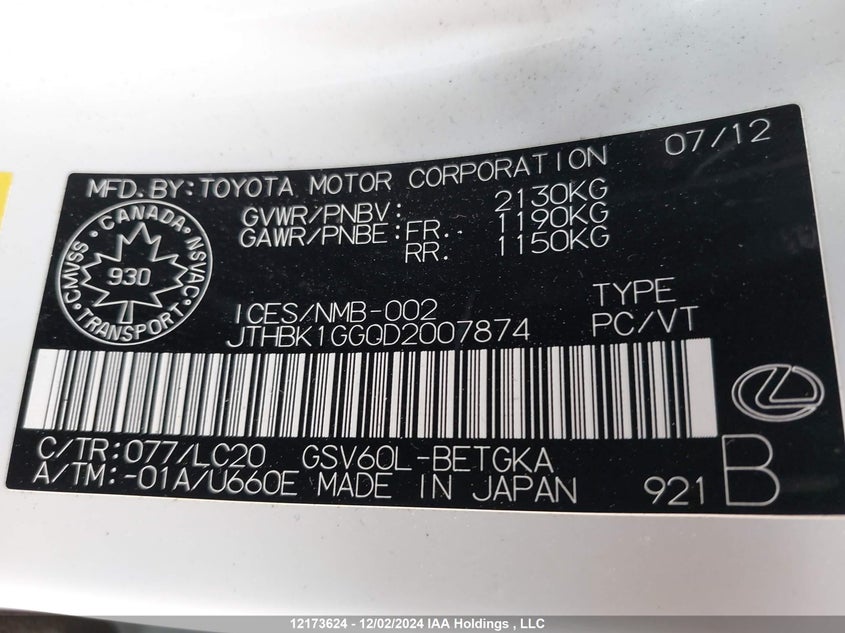 07/12
MFD. BY: TOYOTA MOTOR CORPORATION
GVWR/PNBV: 2130KG
GAWR/PNBE: FR. 1190KG
RR. 1150KG
CANADA
CMVSS 930 NSVAC
TRANSPORT
ICES/NMB-002 TYPE
JTHBK1GG0D2007874 PC/VT
C/TR: 077/LC20 GSV60L-BETGKA
A/TM: -01A/U660E MADE IN JAPAN 921 B
12173624 - 12/02/2024 IAA Holdings , LLC